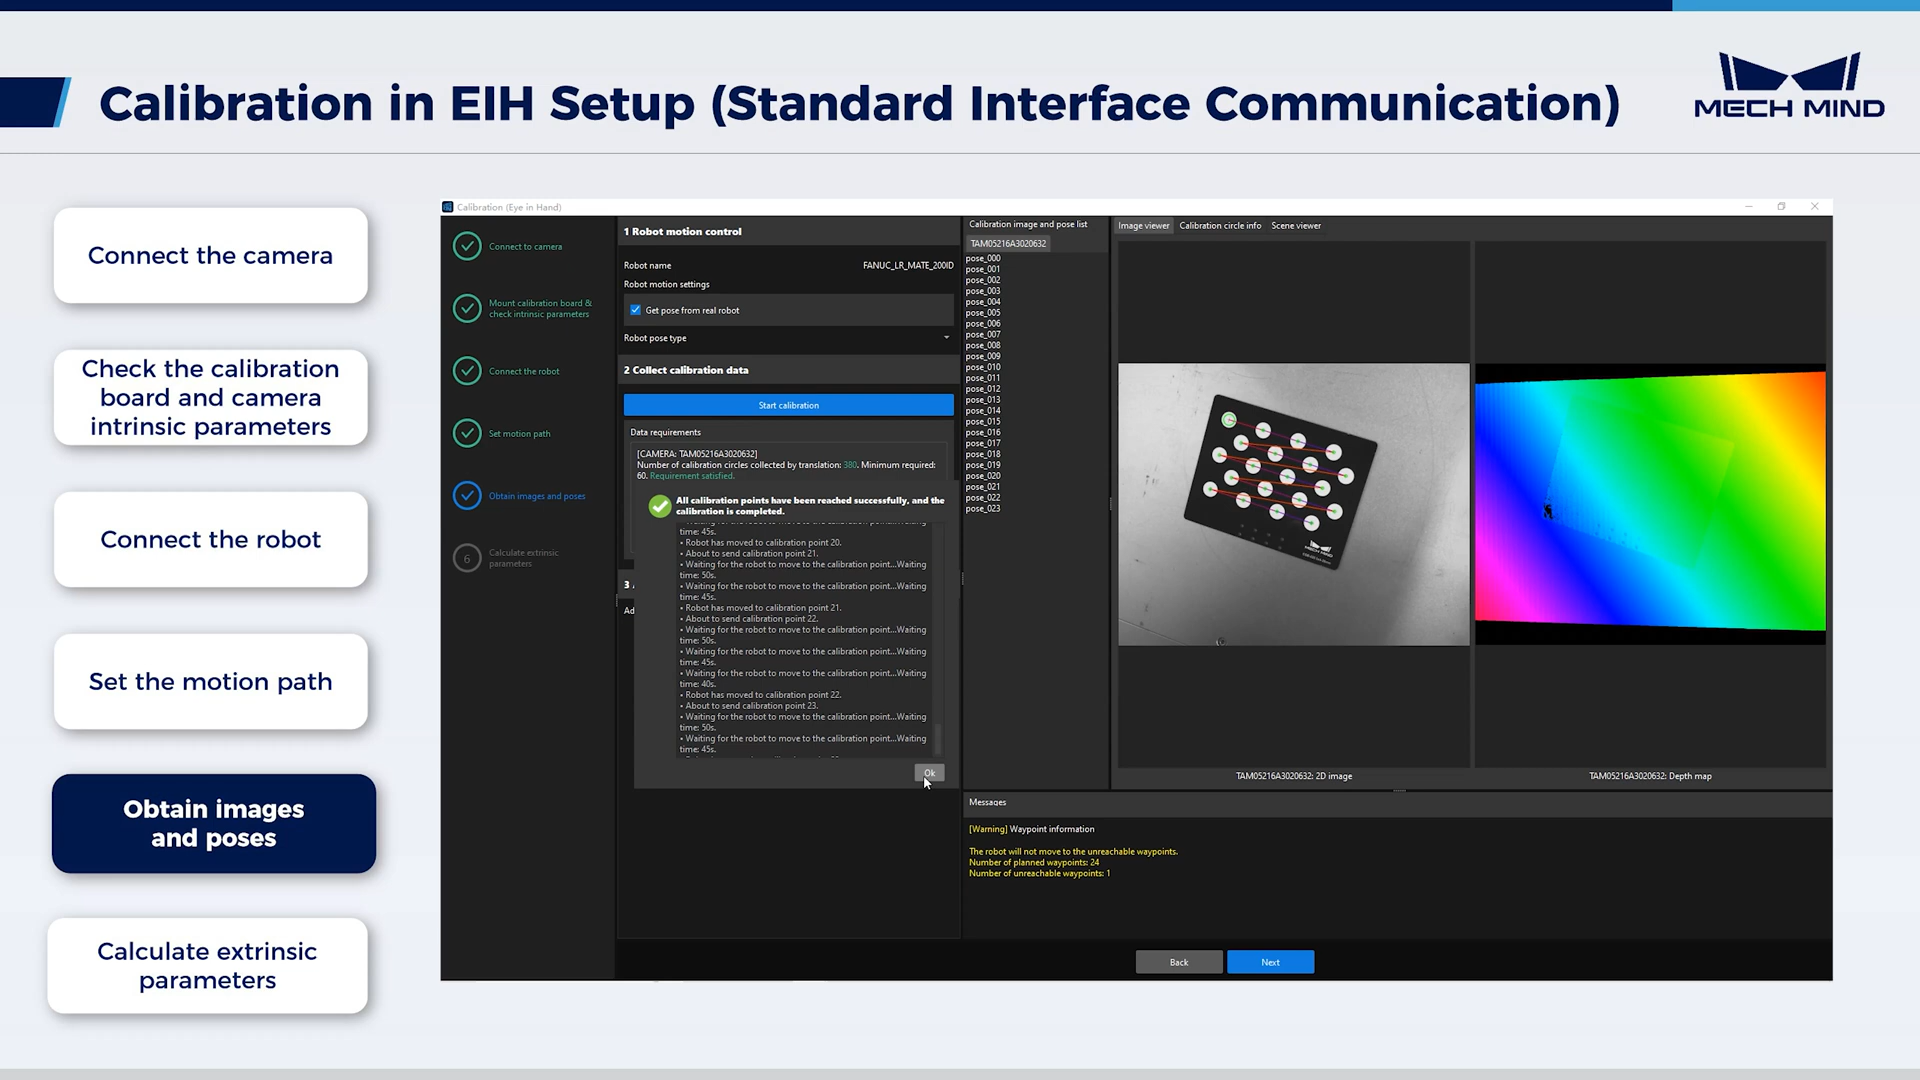 Calibration in EIH Setup (Standard Interface Communication)
MECH MIND
Connect the camera
Check the calibration
board and camera
intrinsic parameters
Connect the robot
Set the motion path
Obtain images
and poses
Calculate extrinsic
parameters
Calibration (Eye in Hand)
Connect to camera
Mount calibration board &
check intrinsic parameters
Connect the robot
Set motion path
Obtain images and poses
6
Calculate extrinsic
parameters
1 Robot motion control
Robot name
FANUC_LR_MATE_200ID
Robot motion settings
Get pose from real robot
Robot pose type
2 Collect calibration data
Start calibration
Data requirements
[CAMERA: TAM05216A3020632]
Number of calibration circles collected by translation: 380. Minimum required:
60. Requirement satisfied.
All calibration points have been reached successfully, and the
calibration is completed.
time: 45s.
• Robot has moved to calibration point 20.
• About to send calibration point 21.
• Waiting for the robot to move to the calibration point...Waiting
time: 50s.
• Waiting for the robot to move to the calibration point...Waiting
time: 45s.
• Robot has moved to calibration point 21.
• About to send calibration point 22.
• Waiting for the robot to move to the calibration point...Waiting
time: 50s.
• Waiting for the robot to move to the calibration point...Waiting
time: 45s.
• Waiting for the robot to move to the calibration point...Waiting
time: 40s.
• Robot has moved to calibration point 22.
• About to send calibration point 23.
• Waiting for the robot to move to the calibration point...Waiting
time: 50s.
• Waiting for the robot to move to the calibration point...Waiting
time: 45s.
Ok
3
Ad
Calibration image and pose list
TAM05216A3020632
pose_000
pose_001
pose_002
pose_003
pose_004
pose_005
pose_006
pose_007
pose_008
pose_009
pose_010
pose_011
pose_012
pose_013
pose_014
pose_015
pose_016
pose_017
pose_018
pose_019
pose_020
pose_021
pose_022
pose_023
Image viewer
Calibration circle info
Scene viewer
MECH MIND
TAM05216A3020632: 2D image
TAM05216A3020632: Depth map
Messages
[Warning] Waypoint information
The robot will not move to the unreachable waypoints.
Number of planned waypoints: 24
Number of unreachable waypoints: 1
Back
Next